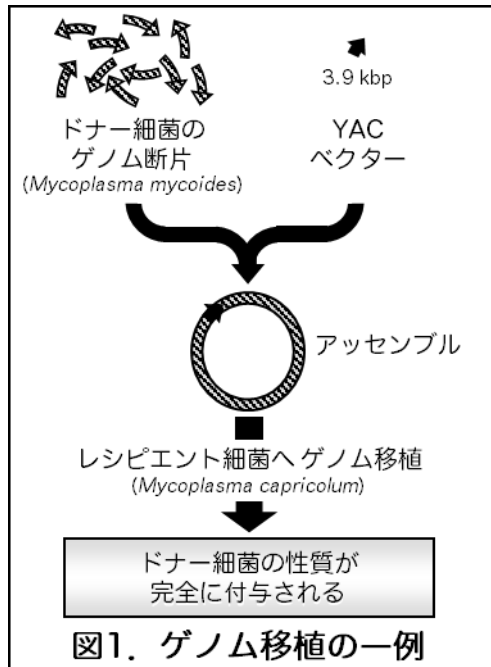 3.9 kbp
ドナー細菌の
ゲノム断片
(Mycoplasma mycoides)
YAC
ベクター
アッセンブル
レシピエント細菌へ ゲノム移植
(Mycoplasma capricolum)
ドナー細菌の性質が
完全に付与される
図1. ゲノム移植の一例